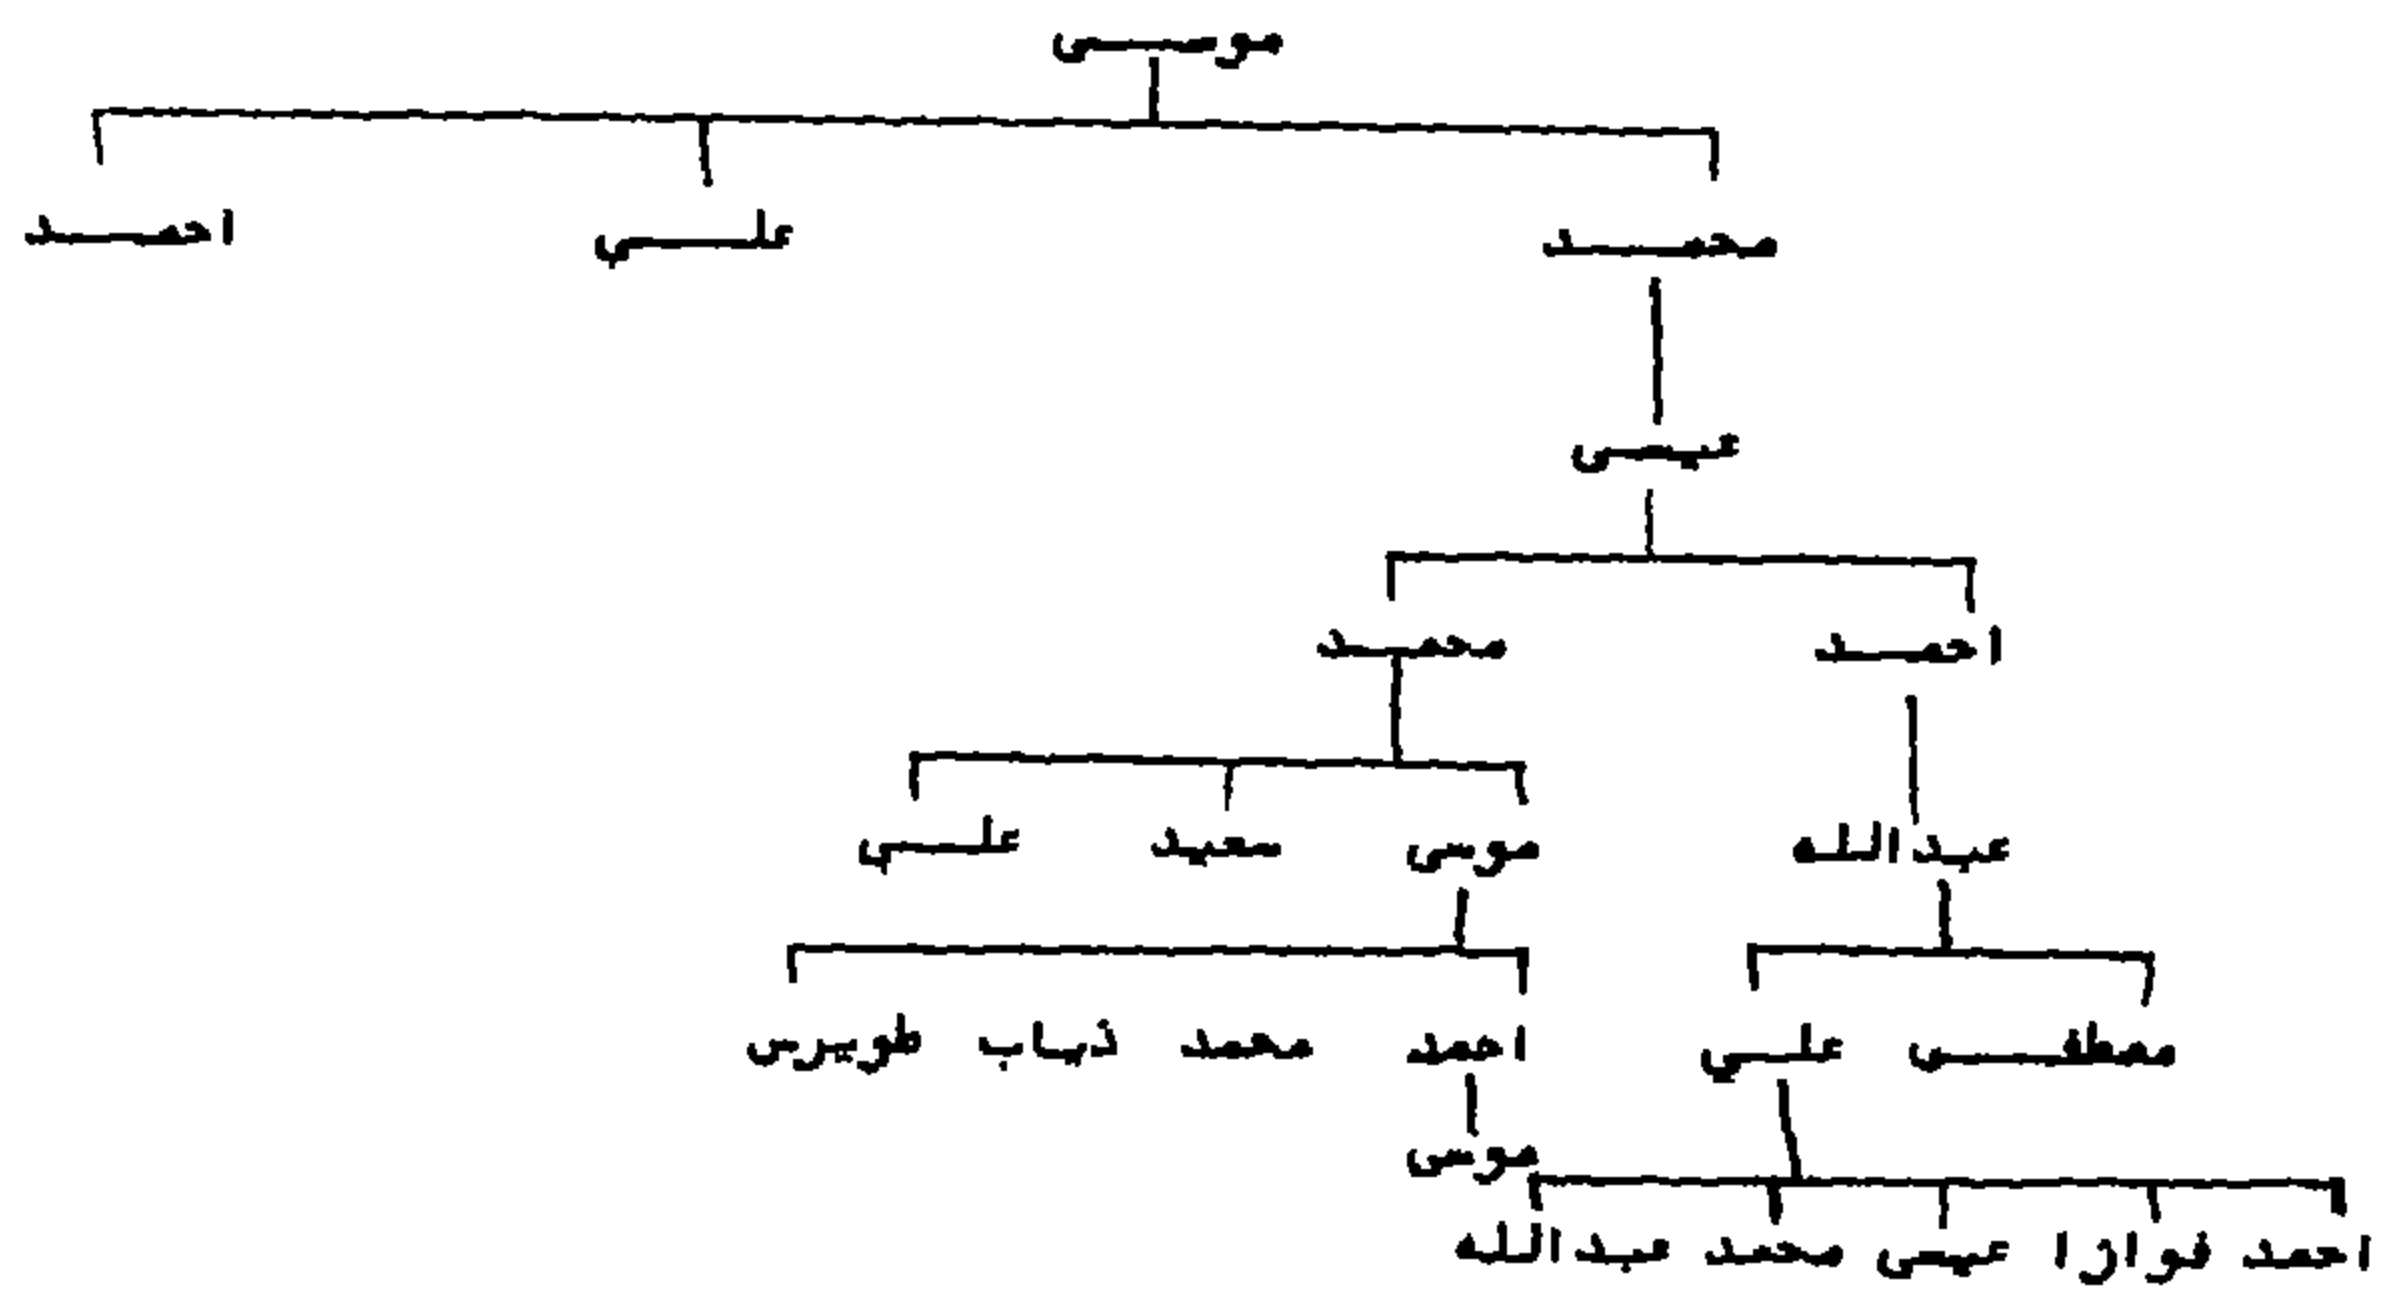 موسى
محمد علي احمد
عيسى
احمد محمد
عبدالله موسى سعيد علي
مصطفى علي احمد محمد ذياب طويرس
موسى
احمد فوازا عيسى محمد عبدالله